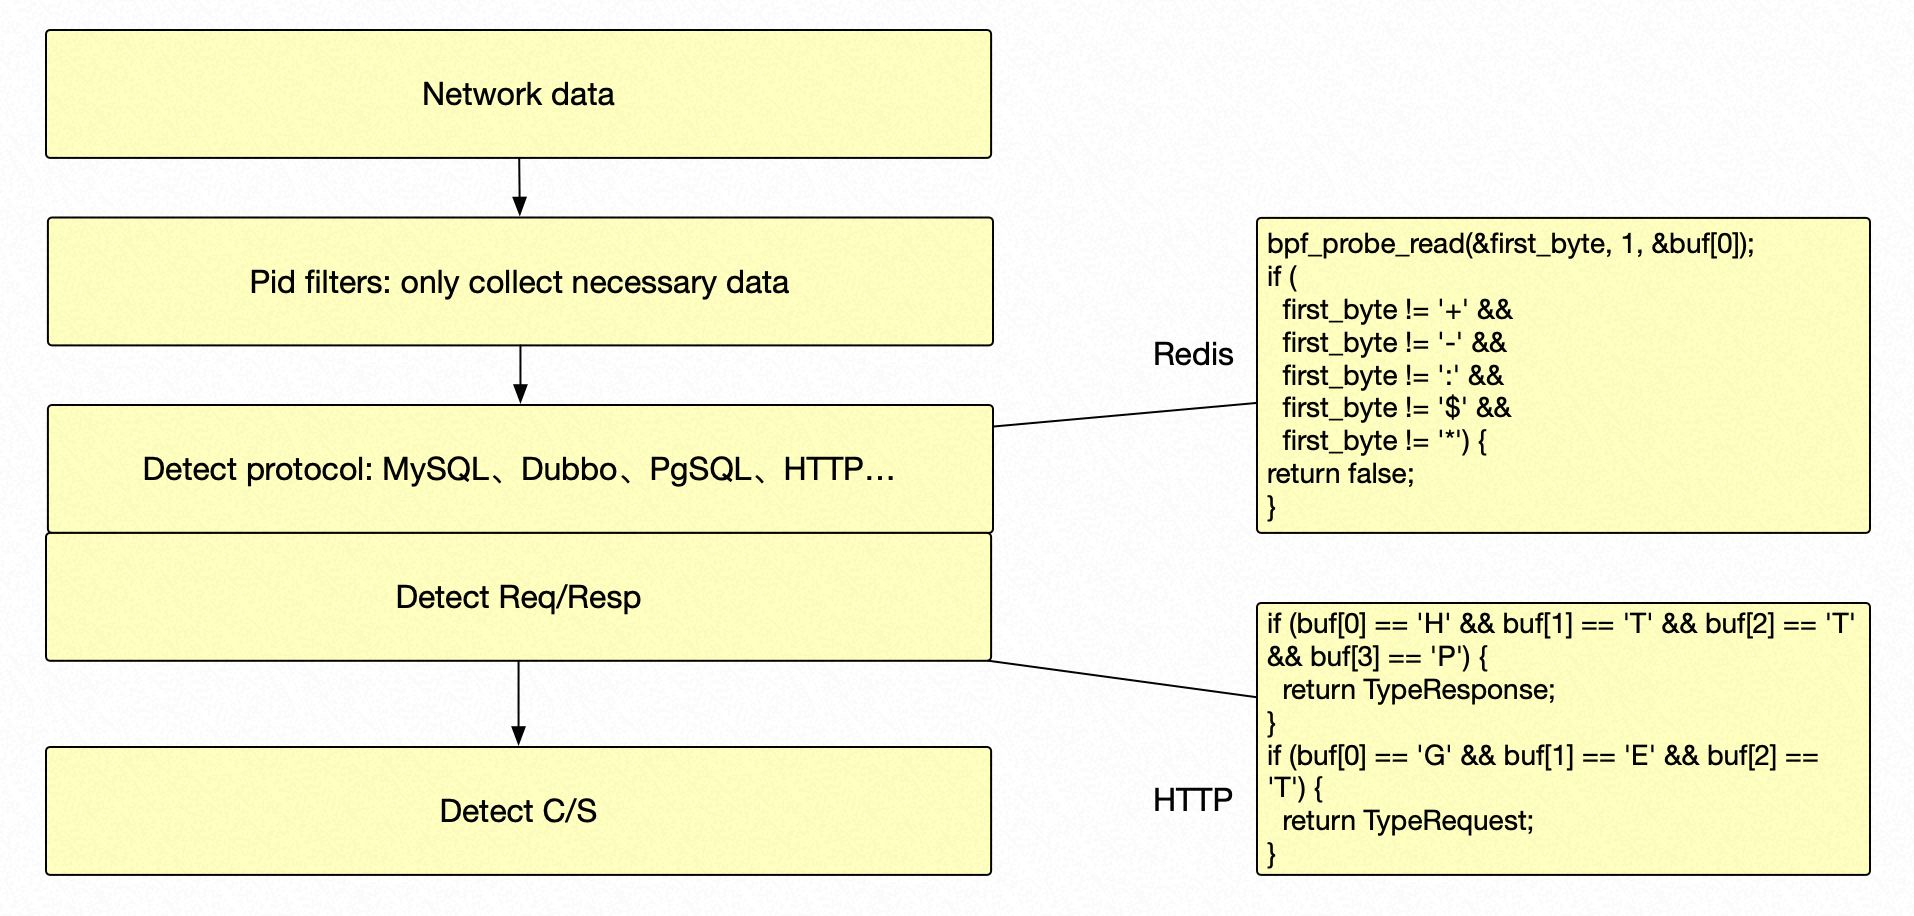 Network data
Pid filters: only collect necessary data
Detect protocol: MySQL、Dubbo、PgSQL、HTTP...
Detect Req/Resp
Detect C/S
Redis
bpf_probe_read(&first_byte, 1, &buf[0]);
if (
first_byte != '+' &&
first_byte != '-' &&
first_byte != ':' &&
first_byte != '$' &&
first_byte != '*') {
return false;
}
HTTP
if (buf[0] == 'H' && buf[1] == 'T' && buf[2] == 'T'
&& buf[3] == 'P') {
return TypeResponse;
}
if (buf[0] == 'G' && buf[1] == 'E' && buf[2] ==
'T') {
return TypeRequest;
}